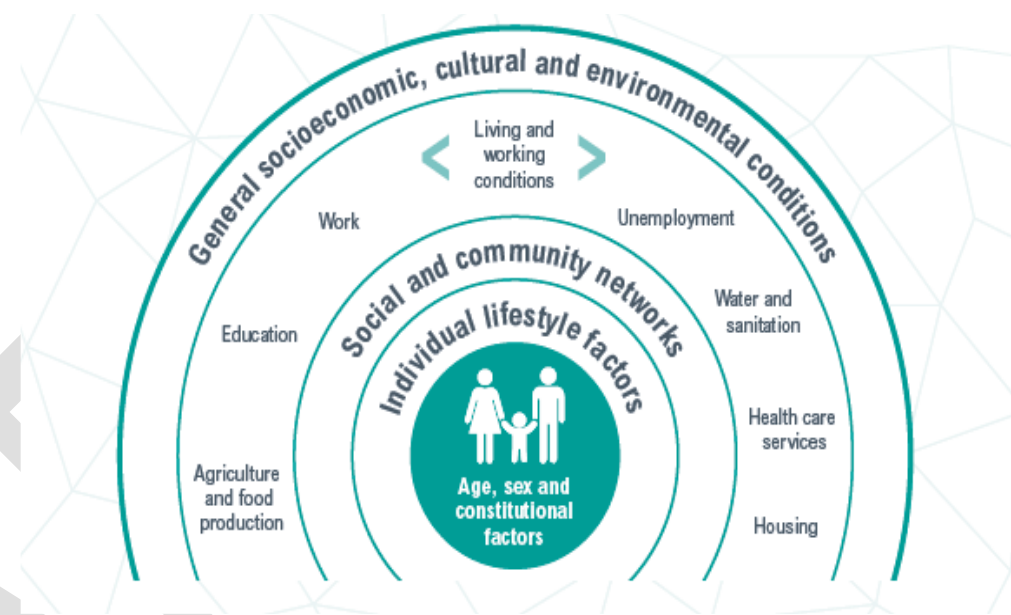 General socioeconomic, cultural and environmental conditions
Living and
working
conditions
Work
Unemployment
Social and community networks
Water and
sanitation
Education
Individual lifestyle factors
Health care
services
Agriculture
and food
production
Age, sex and
constitutional
factors
Housing